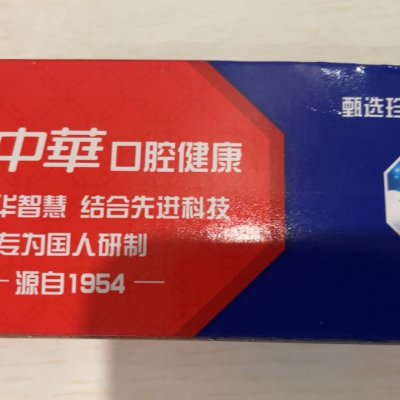 中華口腔健康
华智慧 结合先进科技
专为国人研制
源自1954
甄选珍